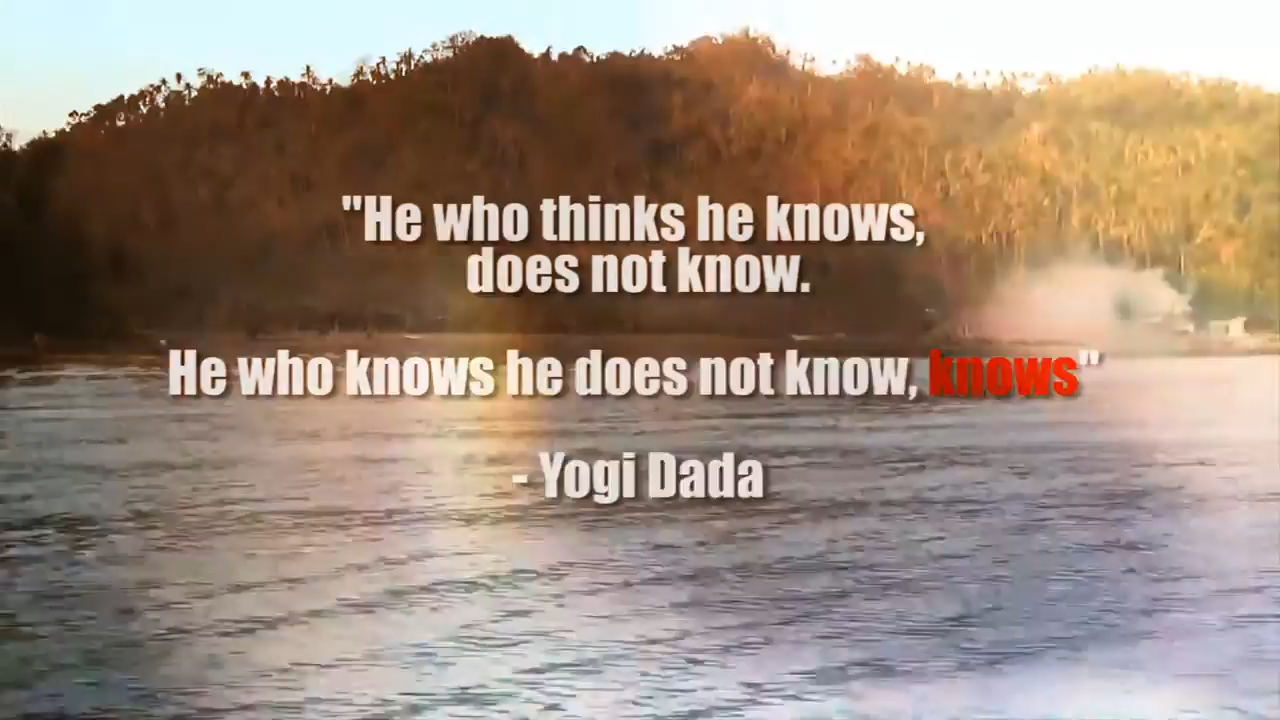 "He who thinks he knows,
does not know.
He who knows he does not know, knows"
- Yogi Dada